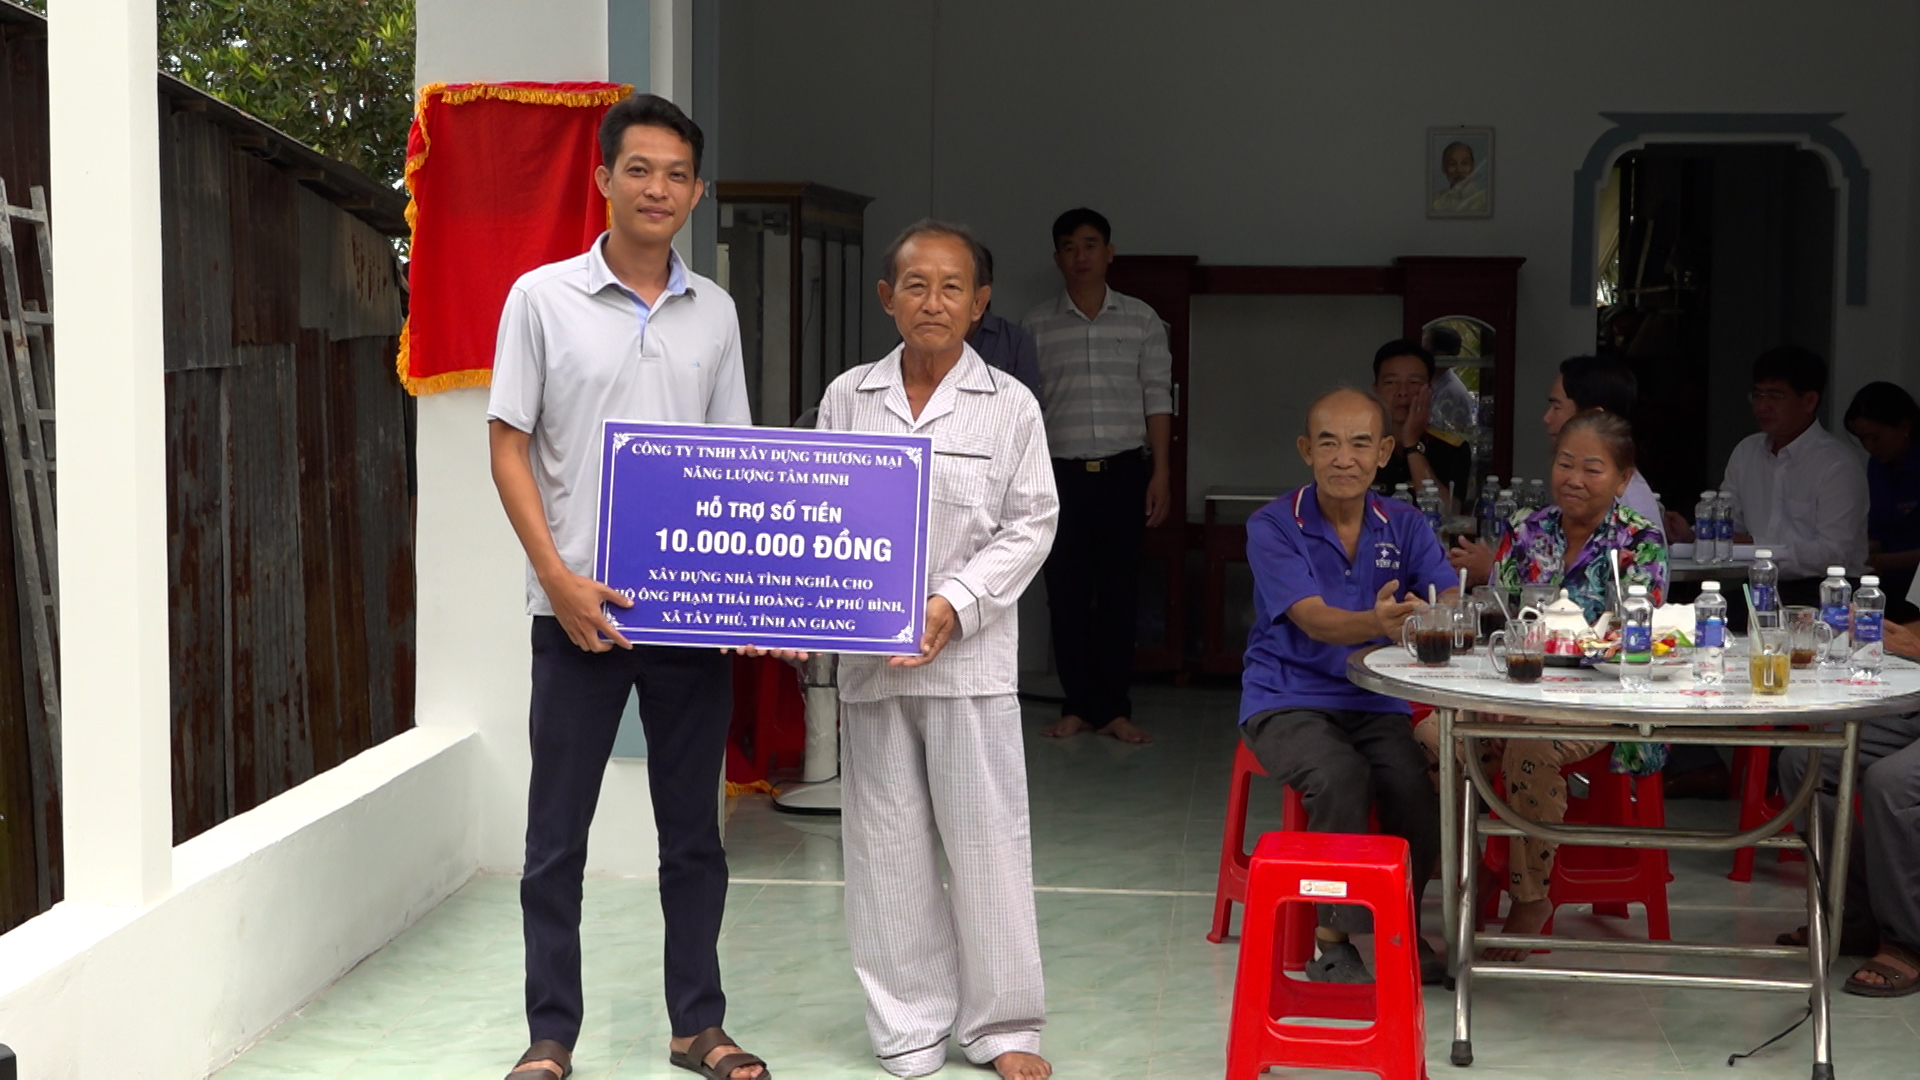 CÔNG TY TNHH XÂY DỰNG THƯƠNG MẠI
NĂNG LƯỢNG TÂM MINH
HỖ TRỢ SỐ TIỀN
10.000.000 ĐỒNG
XÂY DỰNG NHÀ TÌNH NGHĨA CHO
HỘ ÔNG PHẠM THÁI HOÀNG - ẤP PHÚ BÌNH,
XÃ TÂY PHÚ, TỈNH AN GIANG